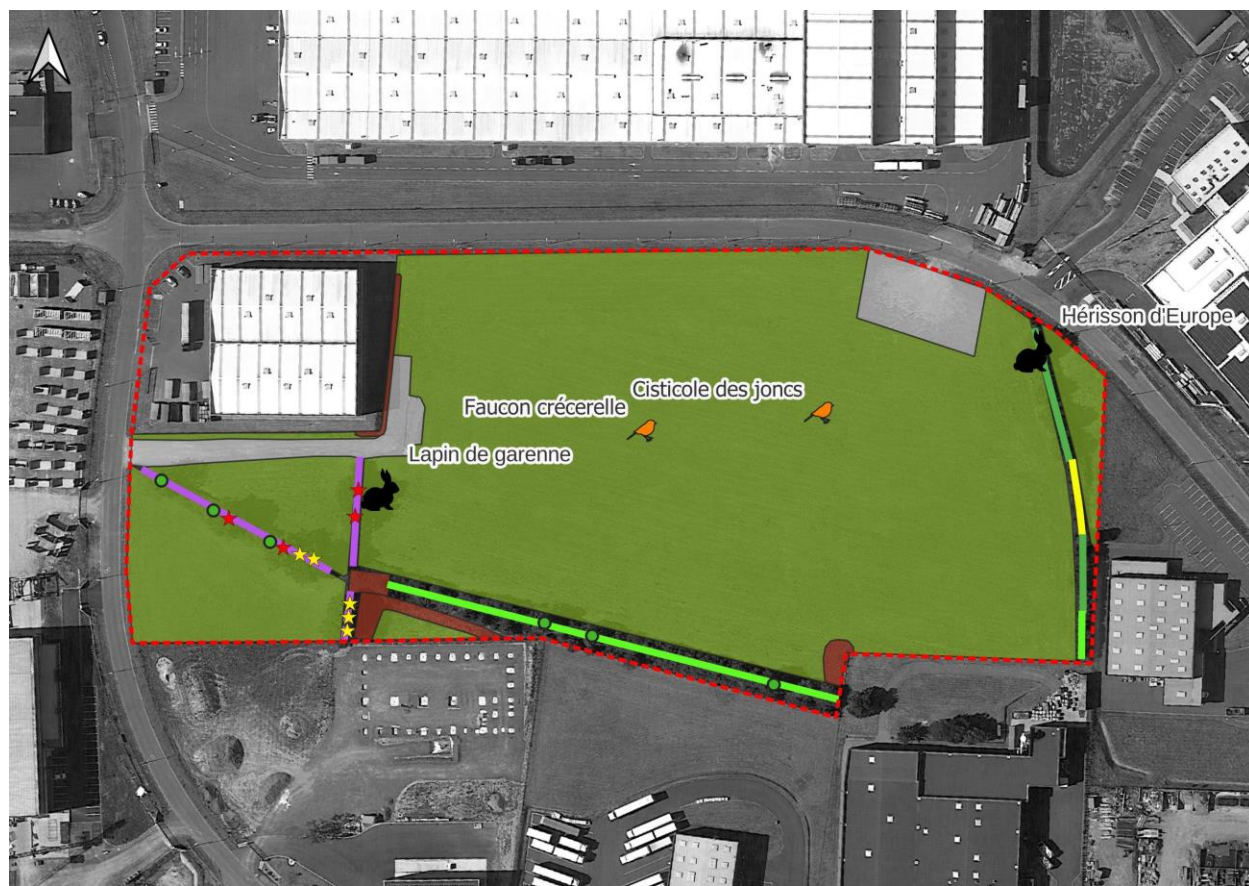 Hérisson d'Europe
Cisticole des joncs
Faucon crécerelle
Lapin de garenne